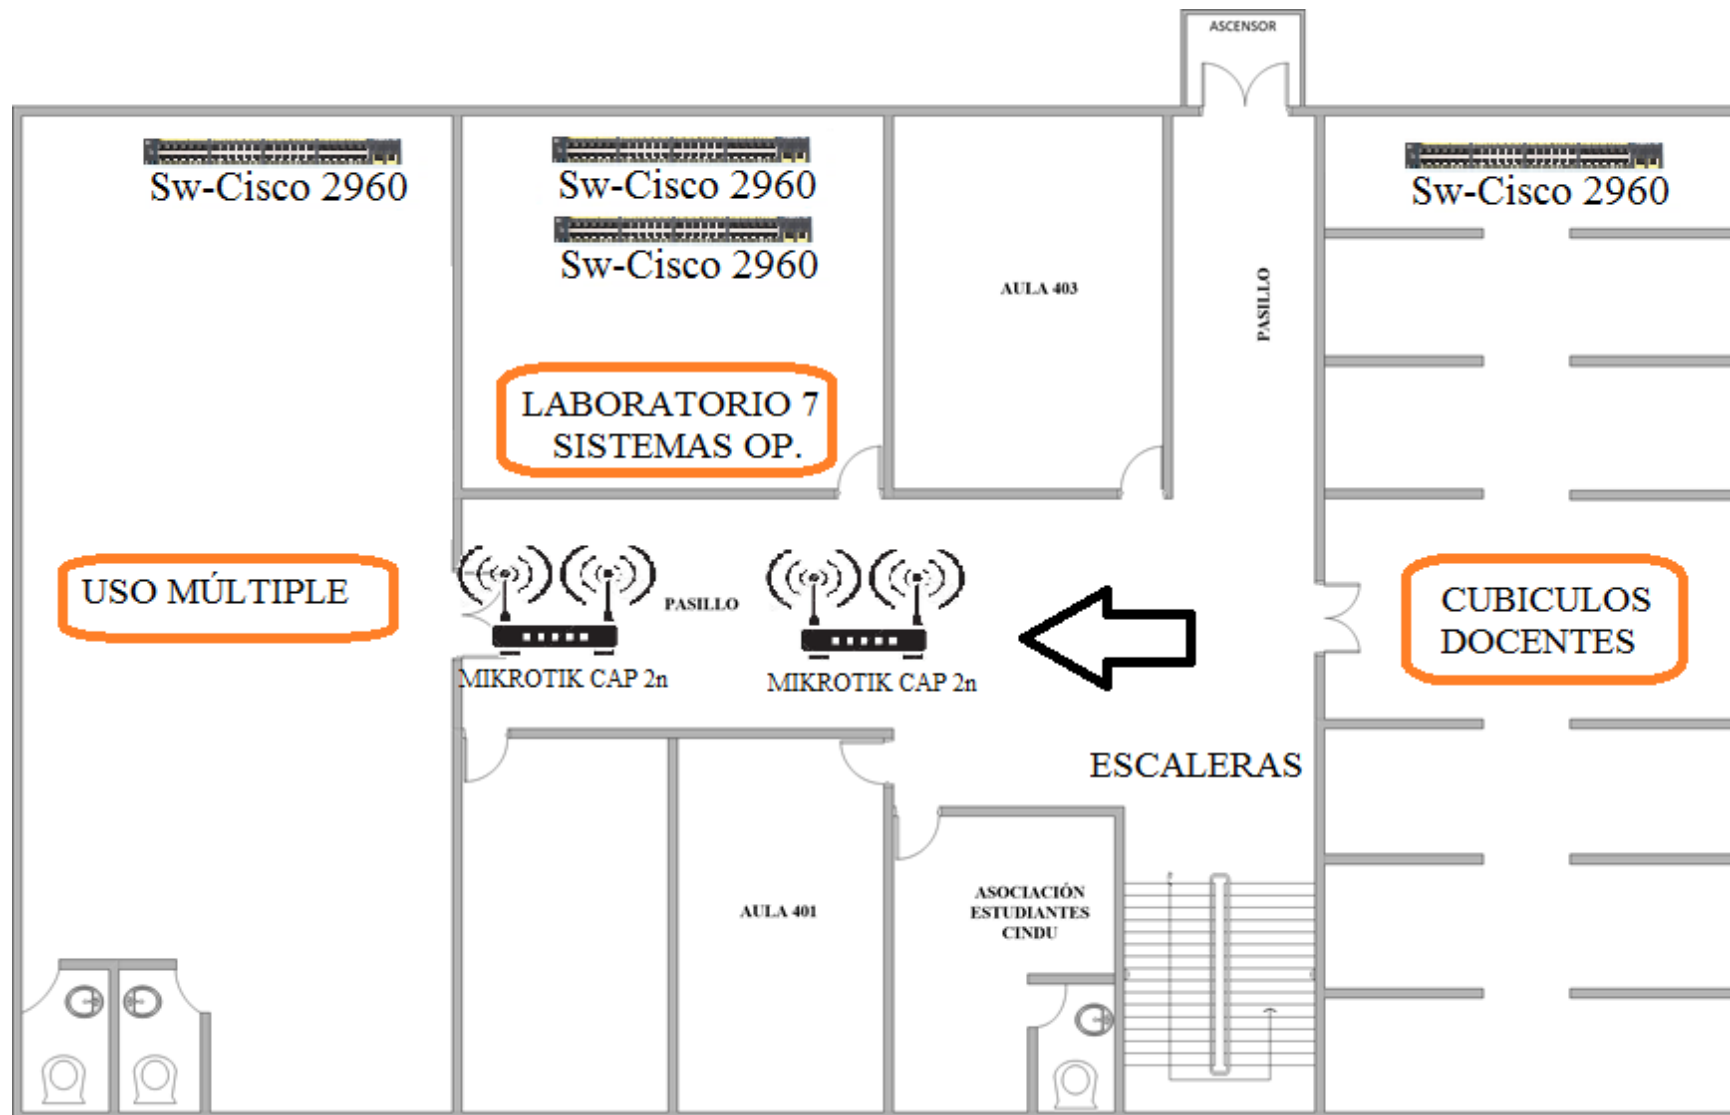 ASCENSOR
Sw-Cisco 2960
Sw-Cisco 2960
Sw-Cisco 2960
Sw-Cisco 2960
AULA 403
PASILLO
LABORATORIO 7
SISTEMAS OP.
USO MÚLTIPLE
PASILLO
CUBICULOS
DOCENTES
MIKROTIK CAP 2n
MIKROTIK CAP 2n
ESCALERAS
AULA 401
ASOCIACIÓN
ESTUDIANTES
CINDU